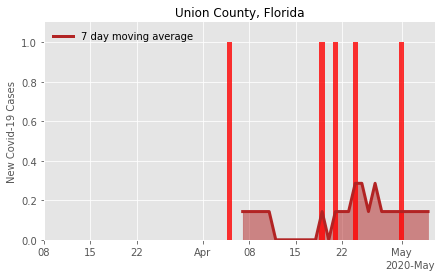 Union County, Florida
7 day moving average
New Covid-19 Cases
1.0
0.8
0.6
0.4
0.2
0.0
08 15 22 Apr 08 15 22 May
2020-May